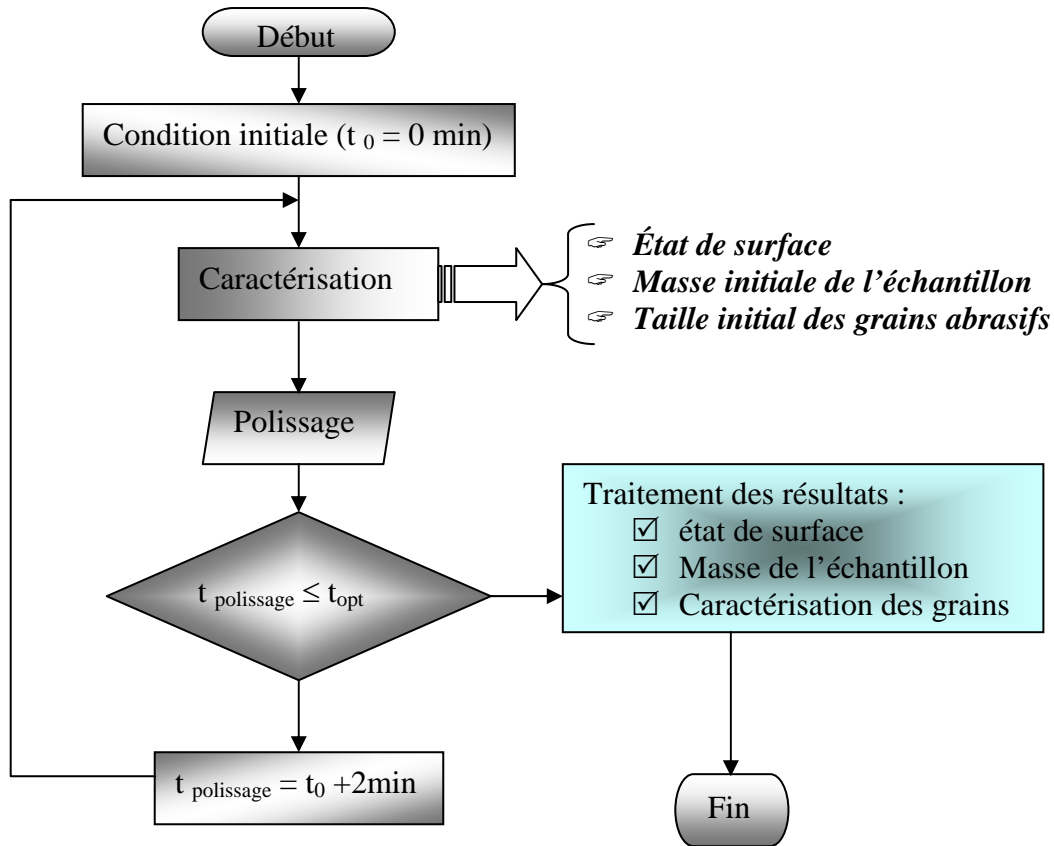 Début
Condition initiale (t 0 = 0 min)
Caractérisation
☞ État de surface
☞ Masse initiale de l’échantillon
☞ Taille initial des grains abrasifs
Polissage
t polissage ≤ topt
Traitement des résultats :
☑ état de surface
☑ Masse de l’échantillon
☑ Caractérisation des grains
t polissage = t0 +2min
Fin